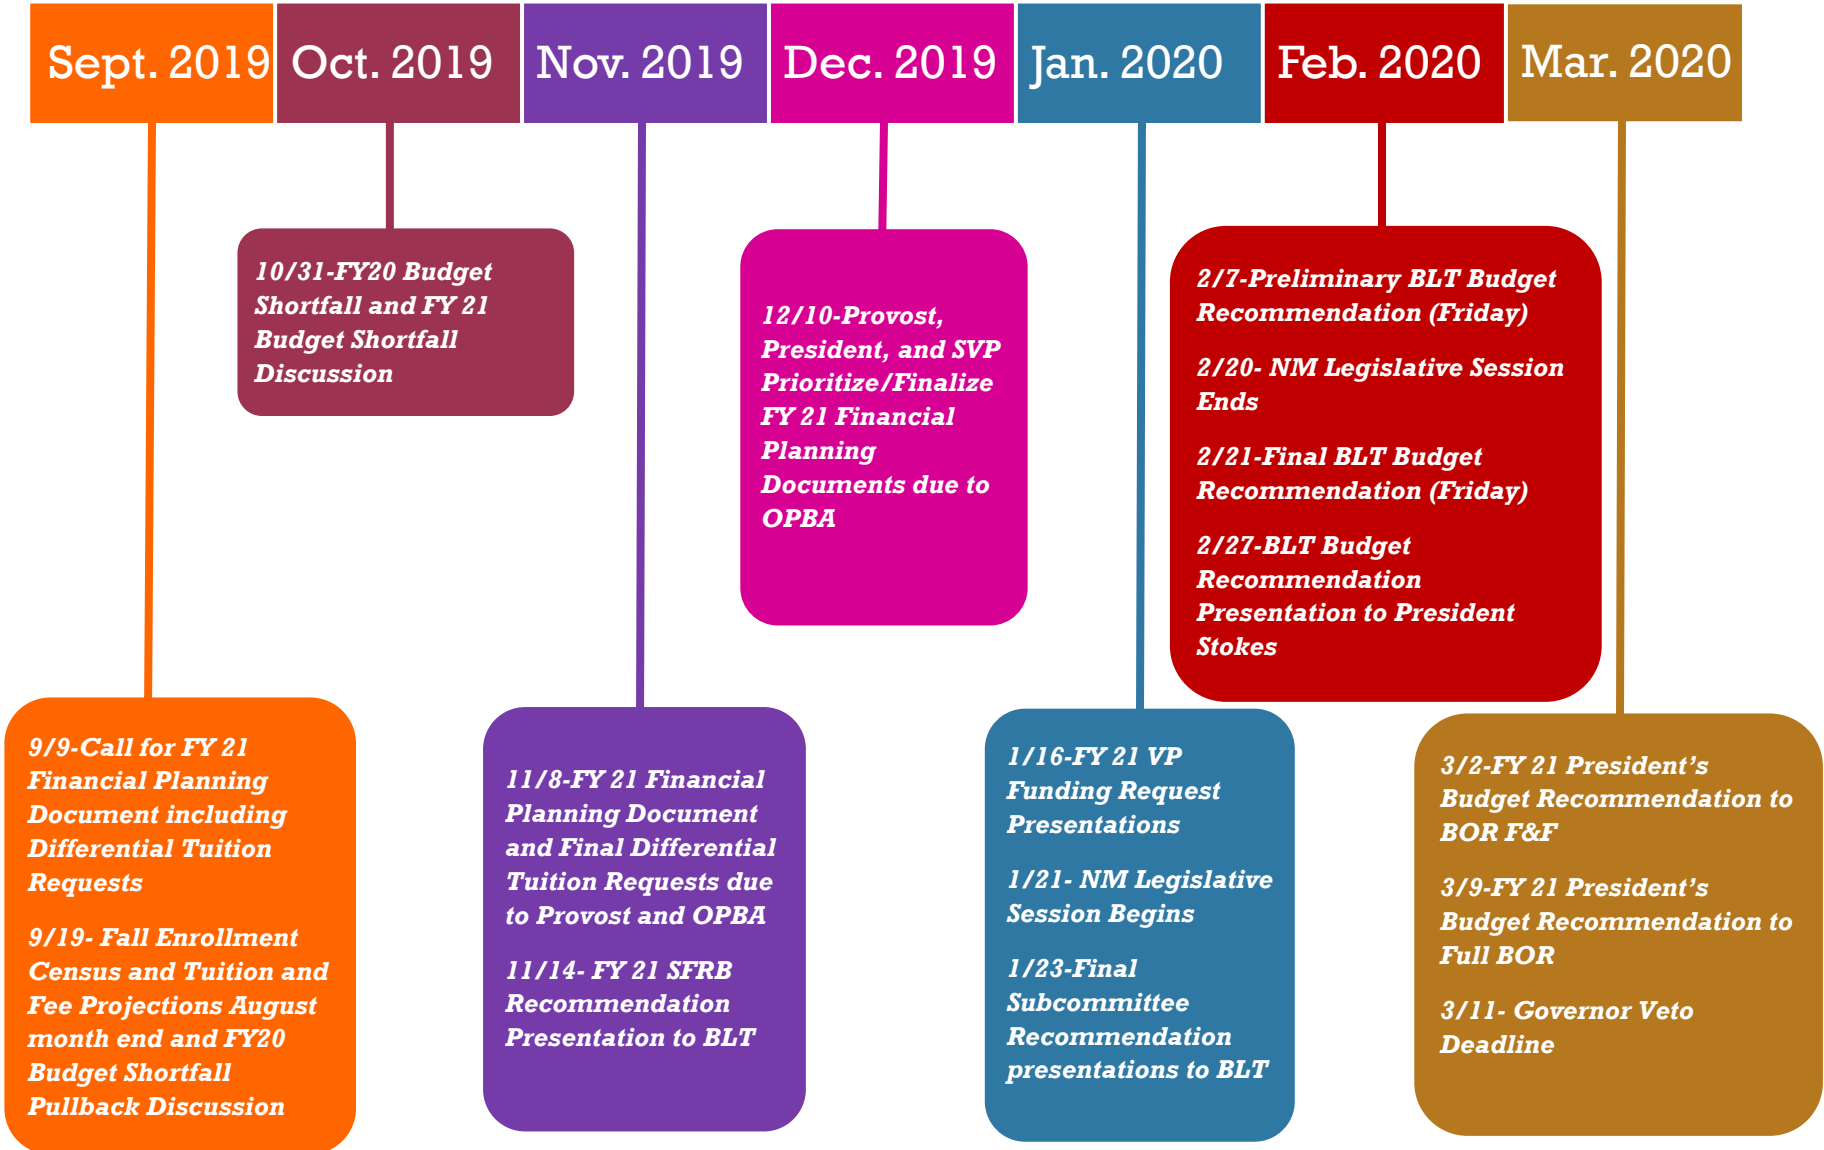 Sept. 2019
Oct. 2019
Nov. 2019
Dec. 2019
Jan. 2020
Feb. 2020
Mar. 2020
9/9-Call for FY 21
Financial Planning
Document including
Differential Tuition
Requests
9/19- Fall Enrollment
Census and Tuition and
Fee Projections August
month end and FY20
Budget Shortfall
Pullback Discussion
10/31-FY20 Budget
Shortfall and FY 21
Budget Shortfall
Discussion
11/8-FY 21 Financial
Planning Document
and Final Differential
Tuition Requests due
to Provost and OPBA
11/14- FY 21 SFRB
Recommendation
Presentation to BLT
12/10-Provost,
President, and SVP
Prioritize/Finalize
FY 21 Financial
Planning
Documents due to
OPBA
1/16-FY 21 VP
Funding Request
Presentations
1/21- NM Legislative
Session Begins
1/23-Final
Subcommittee
Recommendation
presentations to BLT
2/7-Preliminary BLT Budget
Recommendation (Friday)
2/20- NM Legislative Session
Ends
2/21-Final BLT Budget
Recommendation (Friday)
2/27-BLT Budget
Recommendation
Presentation to President
Stokes
3/2-FY 21 President’s
Budget Recommendation to
BOR F&F
3/9-FY 21 President’s
Budget Recommendation to
Full BOR
3/11- Governor Veto
Deadline